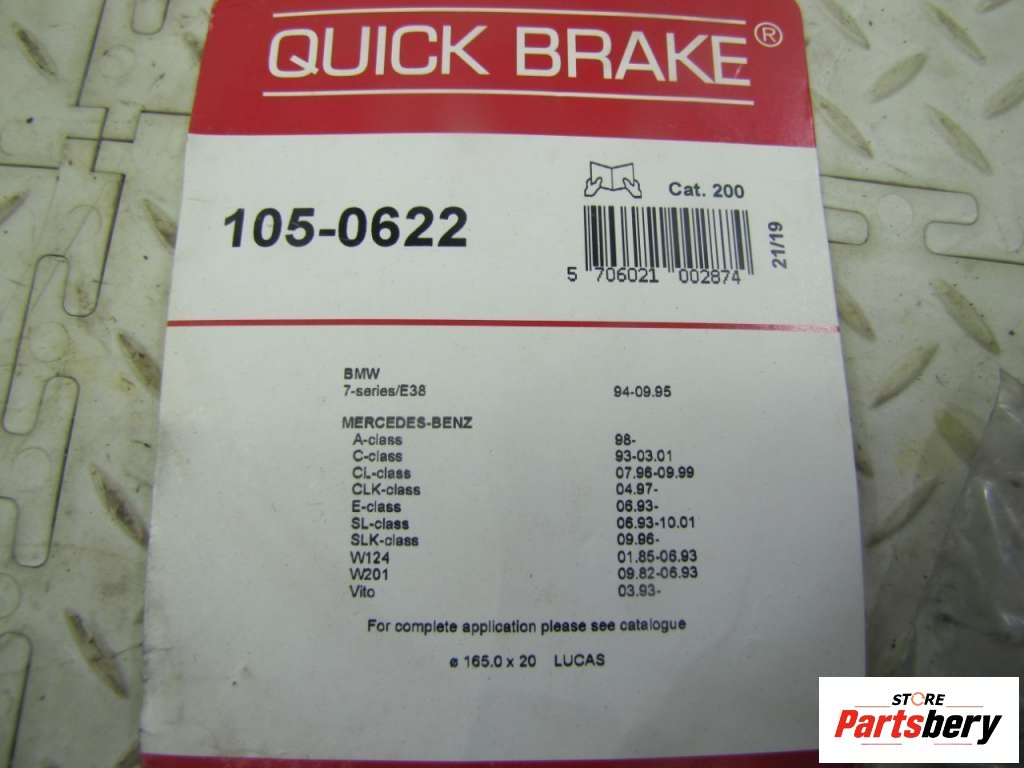 QUICK BRAKE®
Cat. 200
105-0622
21/19
5 706021 002874
BMW
7-series/E38 94-09.95
MERCEDES-BENZ
A-class 98-
C-class 93-03.01
CL-class 07.96-09.99
CLK-class 04.97-
E-class 06.93-
SL-class 06.93-10.01
SLK-class 09.96-
W124 01.85-06.93
W201 09.82-06.93
Vito 03.93-
For complete application please see catalogue
ø 165.0 x 20 LUCAS
STORE
Partsbery